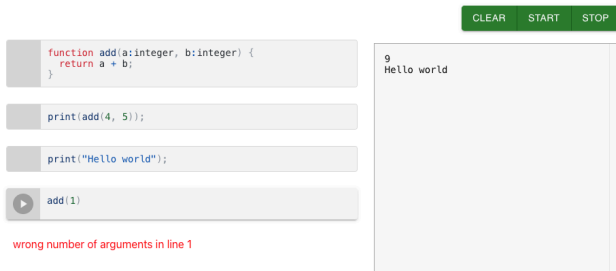 CLEAR START STOP
function add(a:integer, b:integer) {
  return a + b;
}
print(add(4, 5));
print("Hello world");
add(1)
wrong number of arguments in line 1
9
Hello world